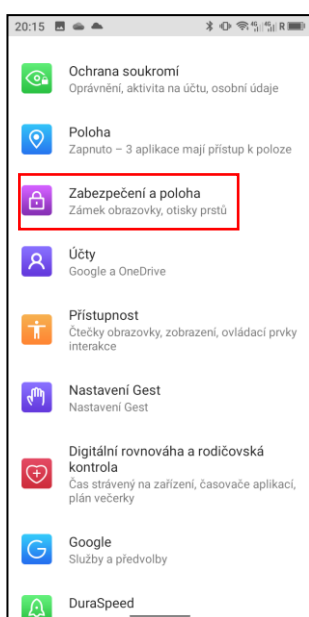 20:15
4G 4G R
Ochrana soukromí
Oprávnění, aktivita na účtu, osobní údaje
Poloha
Zapnuto – 3 aplikace mají přístup k poloze
Zabezpečení a poloha
Zámek obrazovky, otisky prstů
Účty
Google a OneDrive
Přístupnost
Čtečky obrazovky, zobrazení, ovládací prvky
interakce
Nastavení Gest
Nastavení Gest
Digitální rovnováha a rodičovská
kontrola
Čas strávený na zařízení, časovače aplikací,
plán večerky
Google
Služby a předvolby
DuraSpeed